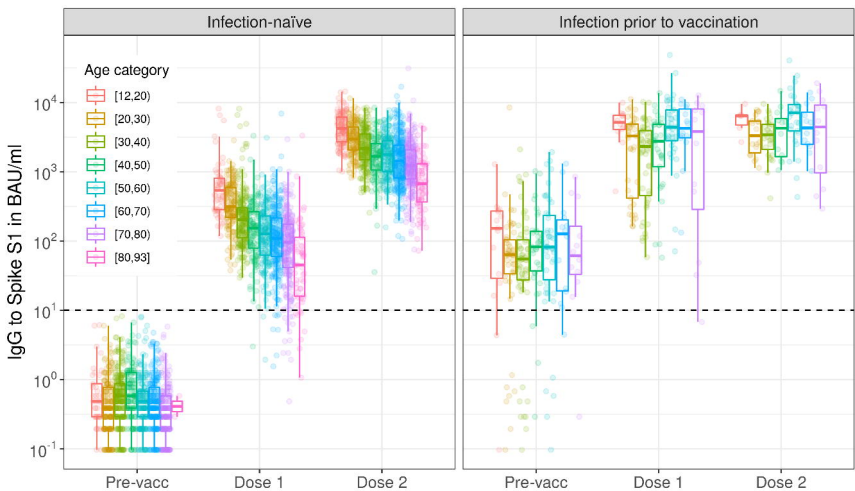 Infection-naïve
Infection prior to vaccination
IgG to Spike S1 in BAU/ml
10⁴
10³
10²
10¹
10⁰
10⁻¹
Age category
[12,20)
[20,30)
[30,40)
[40,50)
[50,60)
[60,70)
[70,80)
[80,93]
Pre-vacc Dose 1 Dose 2
Pre-vacc Dose 1 Dose 2